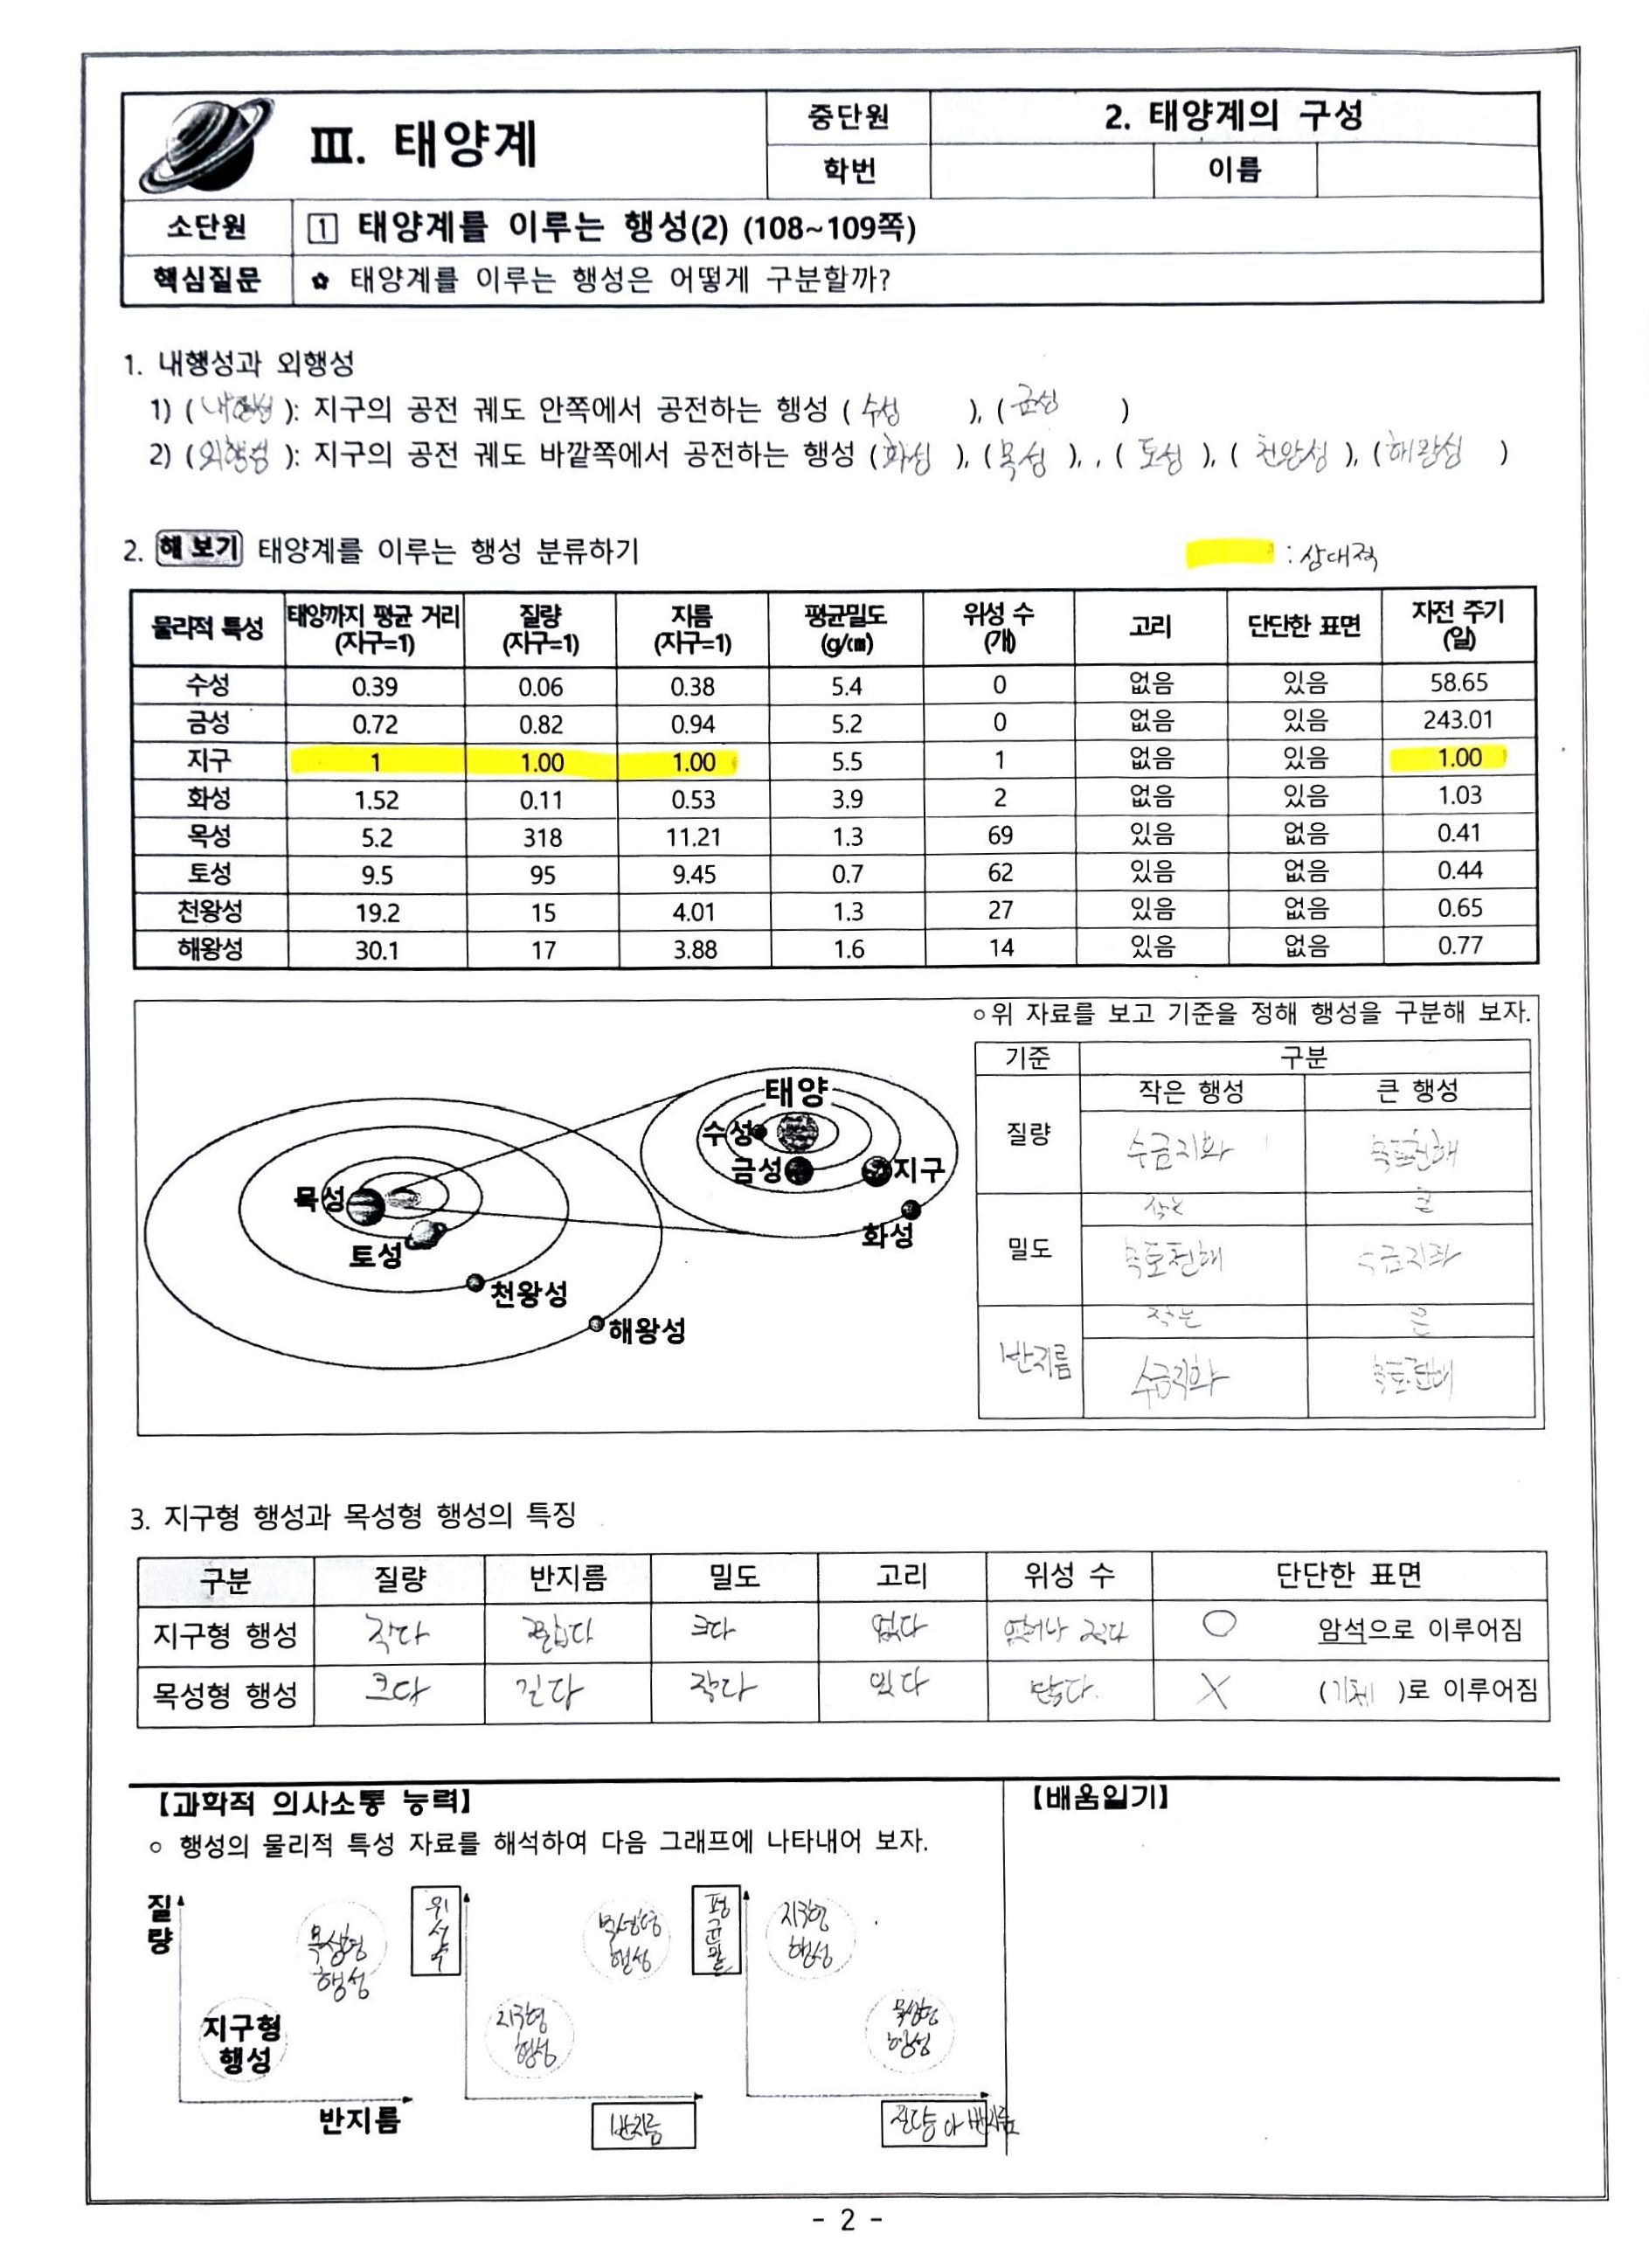 Ⅲ. 태양계
중단원
2. 태양계의 구성
학번
이름
소단원
1 태양계를 이루는 행성(2) (108~109쪽)
핵심질문
✿ 태양계를 이루는 행성은 어떻게 구분할까?
1. 내행성과 외행성
1) (내행성): 지구의 공전 궤도 안쪽에서 공전하는 행성 (수성), (금성)
2) (외행성): 지구의 공전 궤도 바깥쪽에서 공전하는 행성 (화성), (목성), , (토성), (천왕성), (해왕성)
2. 해 보기 태양계를 이루는 행성 분류하기
: 상대적
물리적 특성 태양까지 평균 거리 (지구=1) 질량 (지구=1) 지름 (지구=1) 평균밀도 (g/㎤) 위성 수 (개) 고리 단단한 표면 자전 주기 (일)
수성 0.39 0.06 0.38 5.4 0 없음 있음 58.65
금성 0.72 0.82 0.94 5.2 0 없음 있음 243.01
지구 1 1.00 1.00 5.5 1 없음 있음 1.00
화성 1.52 0.11 0.53 3.9 2 없음 있음 1.03
목성 5.2 318 11.21 1.3 69 있음 없음 0.41
토성 9.5 95 9.45 0.7 62 있음 없음 0.44
천왕성 19.2 15 4.01 1.3 27 있음 없음 0.65
해왕성 30.1 17 3.88 1.6 14 있음 없음 0.77
태양
수성
금성
지구
화성
목성
토성
천왕성
해왕성
○위 자료를 보고 기준을 정해 행성을 구분해 보자.
기준 구분
질량 작은 행성 큰 행성
수금지화 목토천해
밀도 작은 큰
목토천해 수금지화
반지름 작은 큰
수금지화 목토천해
3. 지구형 행성과 목성형 행성의 특징
구분 질량 반지름 밀도 고리 위성 수 단단한 표면
지구형 행성 작다 짧다 크다 없다 없거나 적다 ○ 암석으로 이루어짐
목성형 행성 크다 길다 작다 있다 많다. X (기체)로 이루어짐
【과학적 의사소통 능력】
○ 행성의 물리적 특성 자료를 해석하여 다음 그래프에 나타내어 보자.
질량
목성형
행성
지구형
행성
반지름
위성수
목성형
행성
지구형
행성
반지름
평균밀도
지구형
행성
목성형
행성
질량 or 반지름
【배움일기】
- 2 -